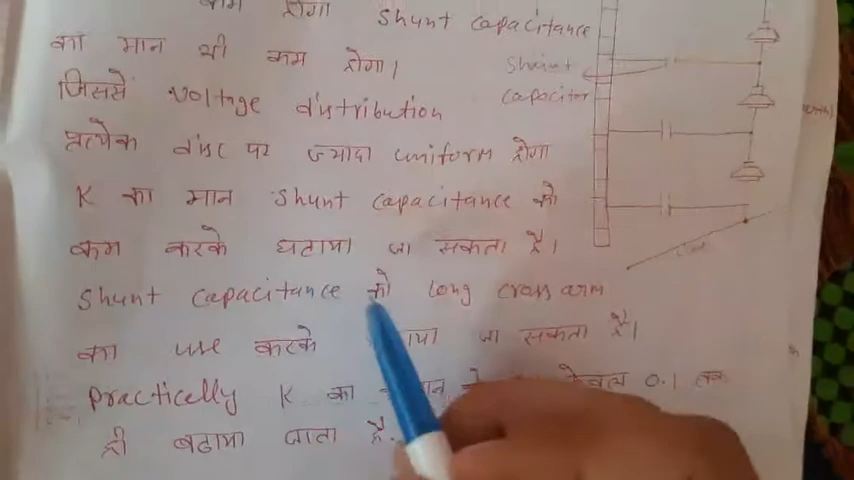 कम होगा shunt capacitance
का मान भी कम होगा।
shunt
capacitor
जिससे voltage distribution
प्रत्येक disc पर ज्यादा uniform होगा
K का मान shunt capacitance को
कम करके घटाया जा सकता है।
shunt capacitance को long cross arm
का use करके जा सकता है।
practically K का 0.1 तक
ही बढाया जाता है.